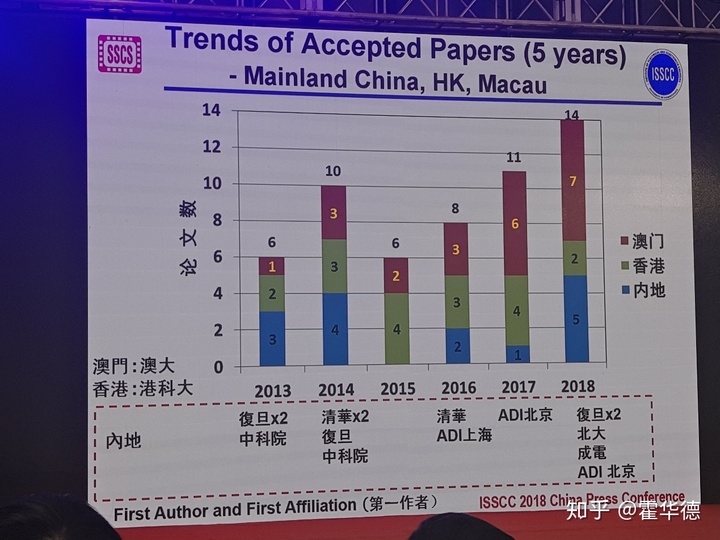 SSCS
Trends of Accepted Papers (5 years)
- Mainland China, HK, Macau
ISSCC
论文数
14
12
10
8
6
4
2
0
6
1
2
3
10
3
3
4
6
2
4
8
3
3
2
11
6
4
1
14
7
2
5
澳门
香港
内地
澳門:澳大
香港:港科大
2013 2014 2015 2016 2017 2018
內地
復旦x2
中科院
清華x2
復旦
中科院
清華
ADI上海
ADI北京
復旦x2
北大
成電
ADI 北京
First Author and First Affiliation (第一作者)
ISSCC 2018 China Press Conference
知乎 @霍华德